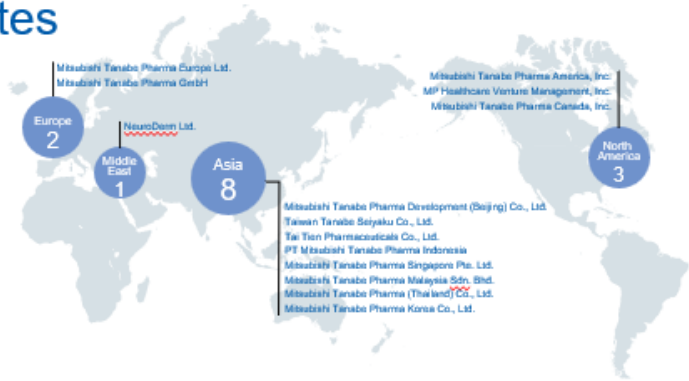 tes
Mitsubishi Tanabe Pharma Europe Ltd.
Mitsubishi Tanabe Pharma GmbH
Europe
2
NeuroDerm Ltd.
Middle
East
1
Asia
8
Mitsubishi Tanabe Pharma Development (Beijing) Co., Ltd.
Taiwan Tanabe Seiyaku Co., Ltd.
Tai Tien Pharmaceuticals Co., Ltd.
PT Mitsubishi Tanabe Pharma Indonesia
Mitsubishi Tanabe Pharma Singapore Pte. Ltd.
Mitsubishi Tanabe Pharma Malaysia Sdn. Bhd.
Mitsubishi Tanabe Pharma (Thailand) Co., Ltd.
Mitsubishi Tanabe Pharma Korea Co., Ltd.
Mitsubishi Tanabe Pharma America, Inc.
MP Healthcare Venture Management, Inc.
Mitsubishi Tanabe Pharma Canada, Inc.
North
America
3